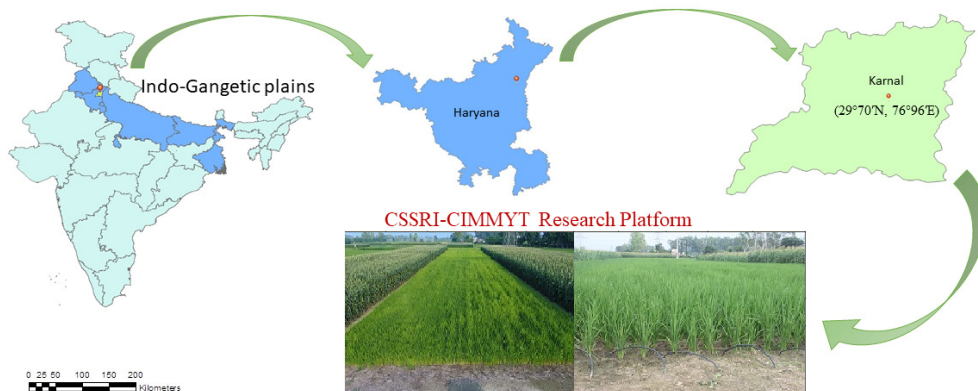 Indo-Gangetic plains
Haryana
Karnal
(29°70'N, 76°96'E)
CSSRI-CIMMYT Research Platform
0 25 50 100 150 200
Kilometers